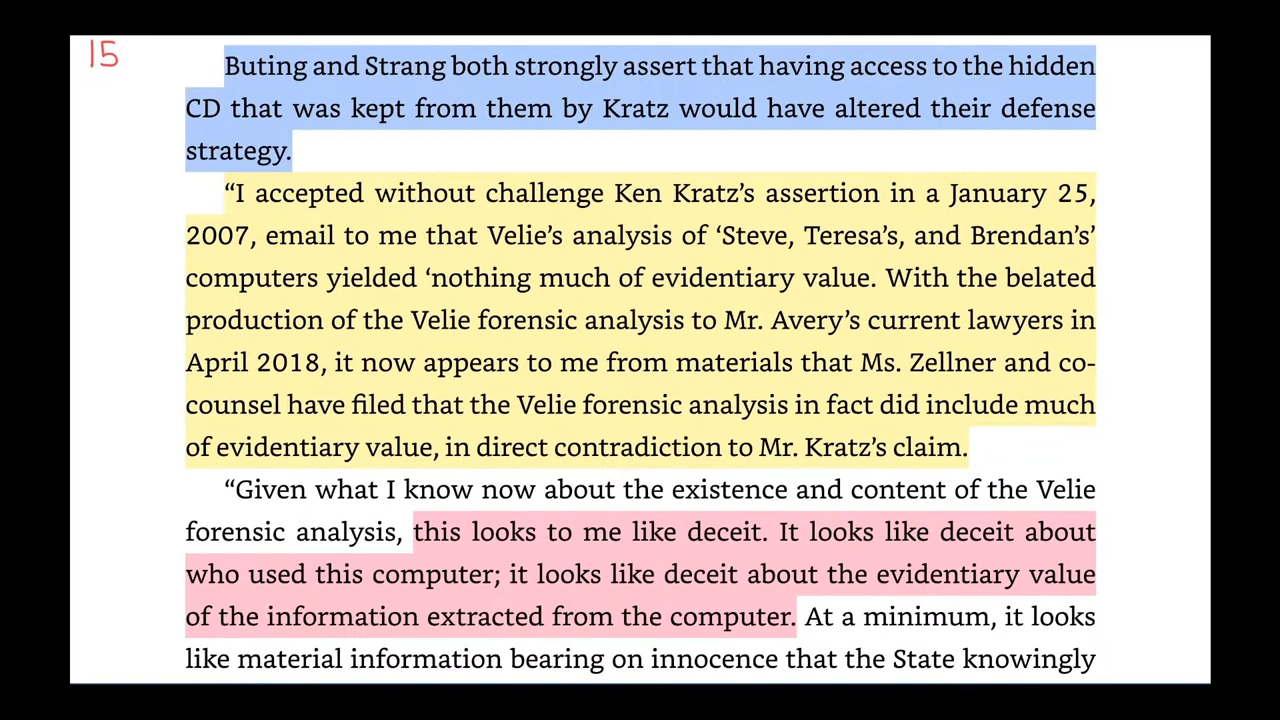 15
Buting and Strang both strongly assert that having access to the hidden
CD that was kept from them by Kratz would have altered their defense
strategy.
“I accepted without challenge Ken Kratz’s assertion in a January 25,
2007, email to me that Velie’s analysis of ‘Steve, Teresa’s, and Brendan’s’
computers yielded ‘nothing much of evidentiary value. With the belated
production of the Velie forensic analysis to Mr. Avery’s current lawyers in
April 2018, it now appears to me from materials that Ms. Zellner and co-
counsel have filed that the Velie forensic analysis in fact did include much
of evidentiary value, in direct contradiction to Mr. Kratz’s claim.
“Given what I know now about the existence and content of the Velie
forensic analysis, this looks to me like deceit. It looks like deceit about
who used this computer; it looks like deceit about the evidentiary value
of the information extracted from the computer. At a minimum, it looks
like material information bearing on innocence that the State knowingly